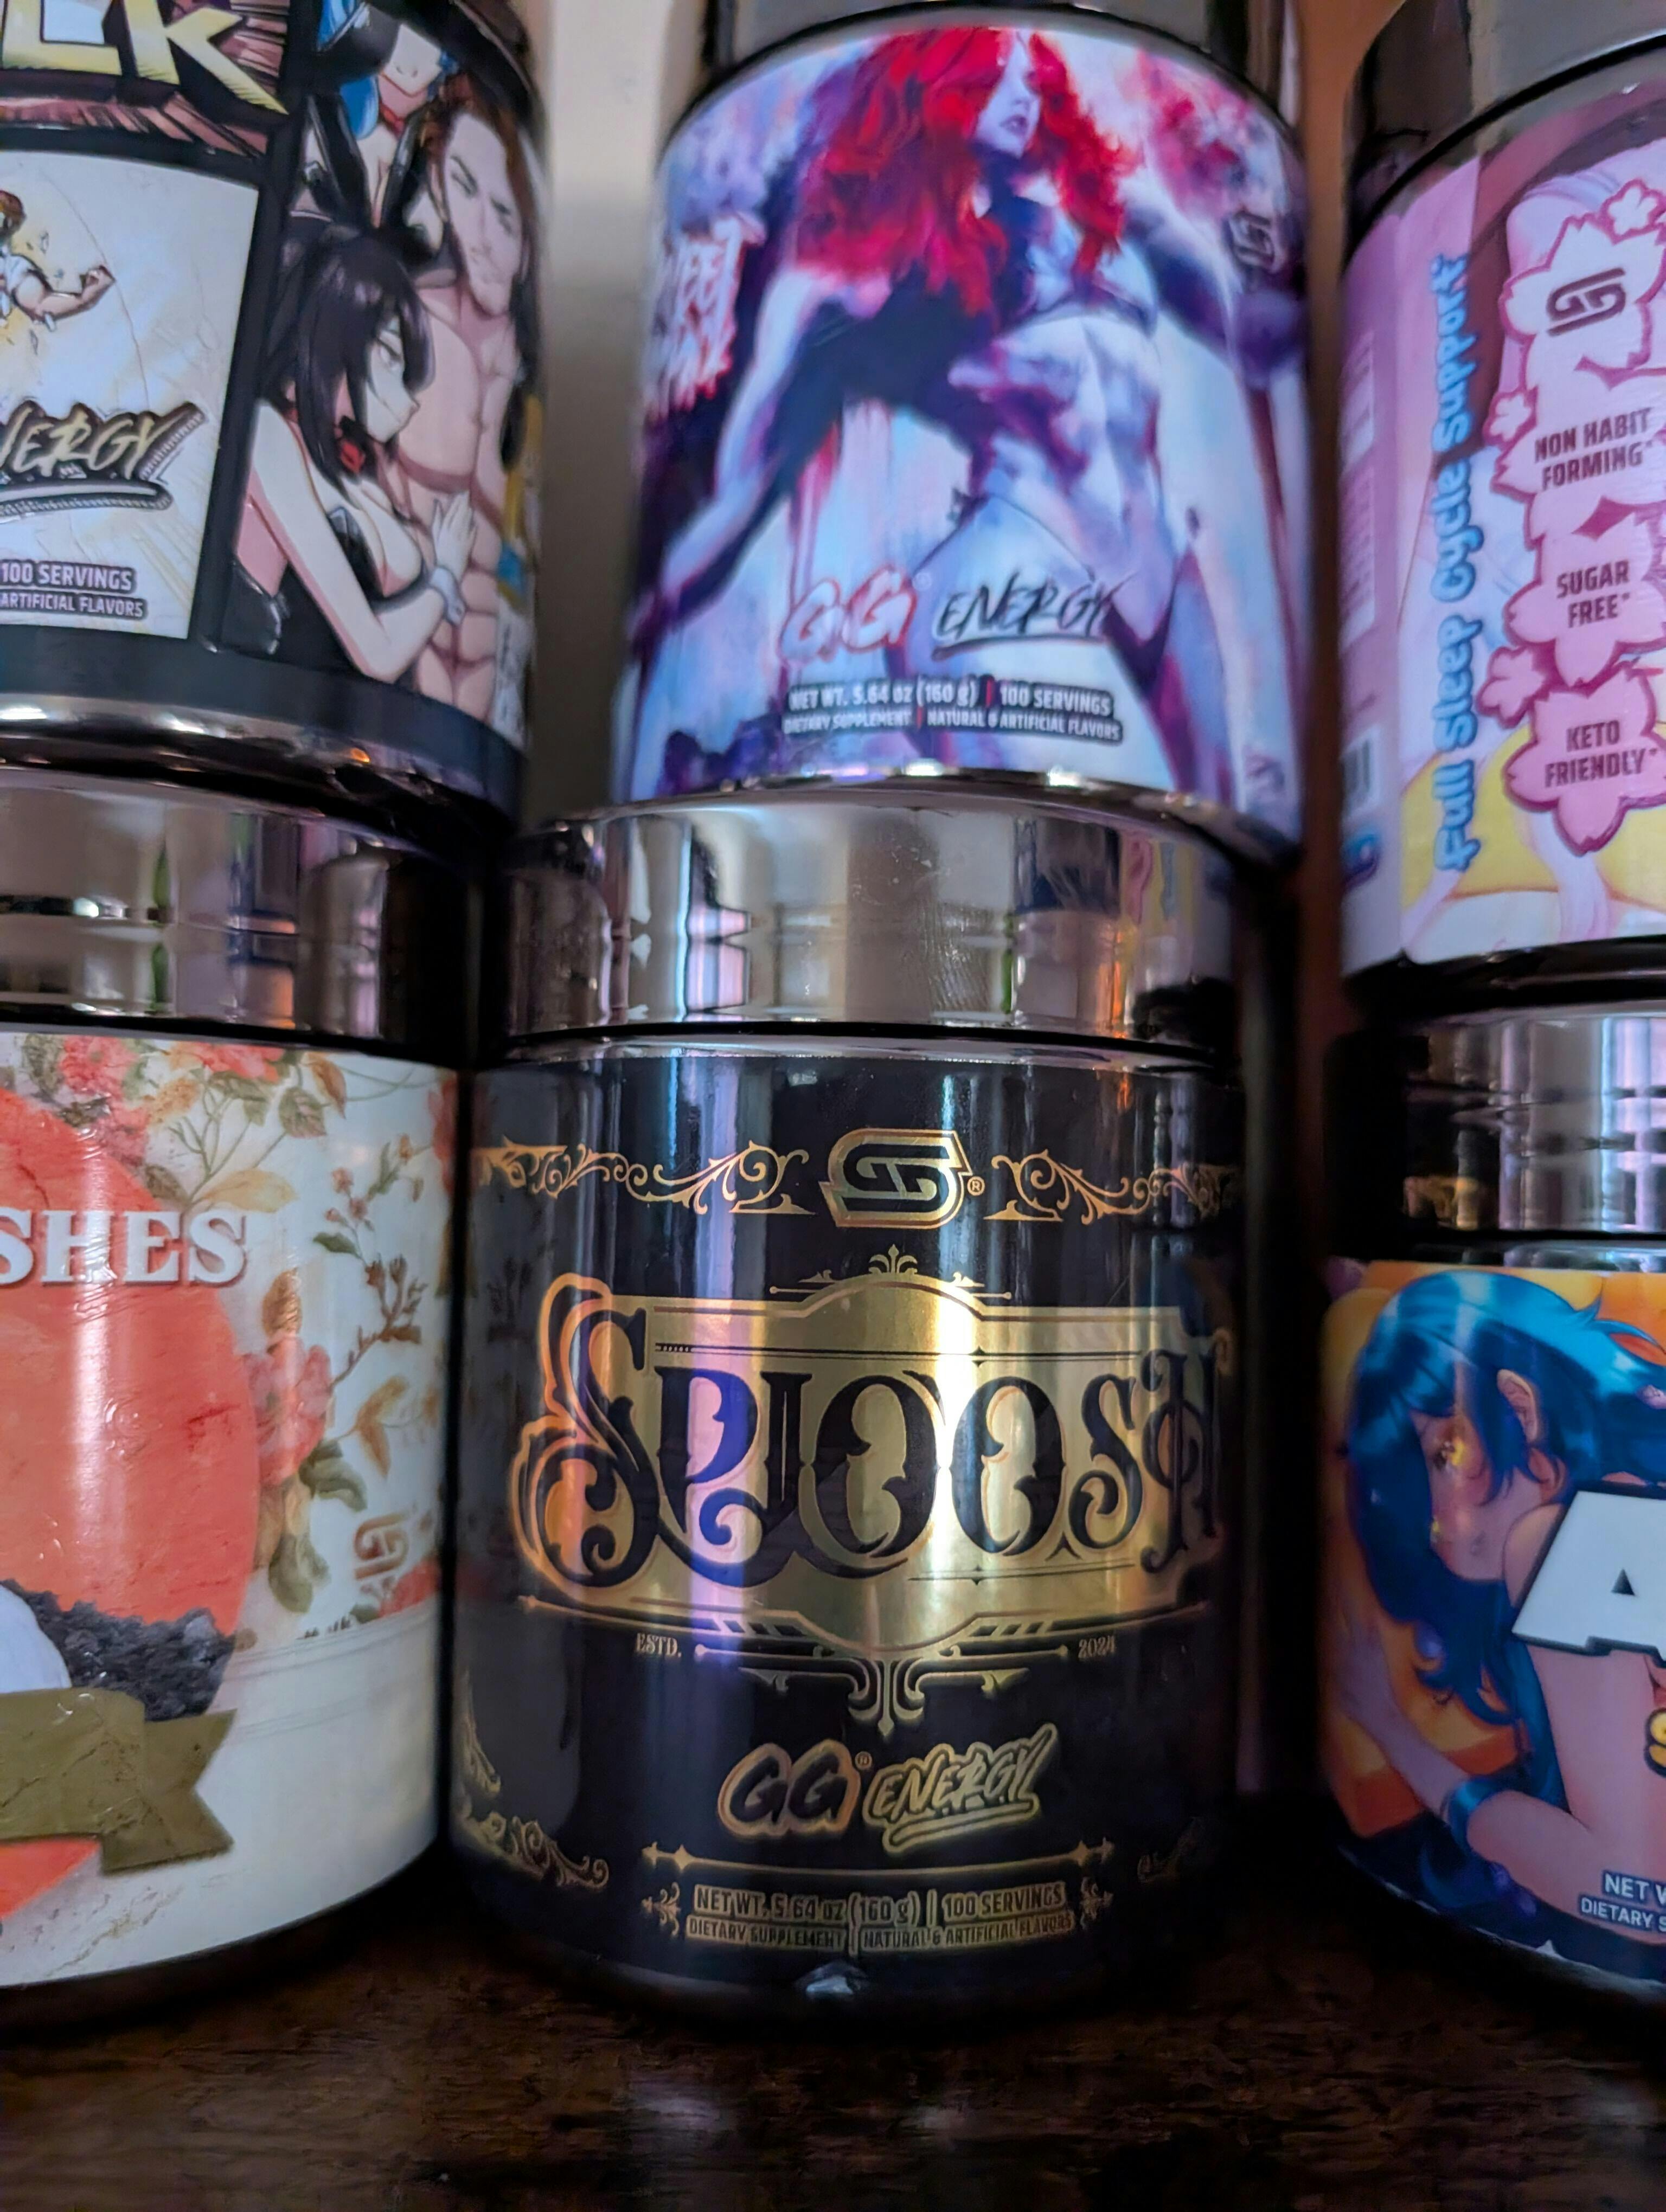 ENERGY
100 SERVINGS
ARTIFICIAL FLAVORS
GG ENERGY
NET WT. 5.64 OZ (160 g) | 100 SERVINGS
DIETARY SUPPLEMENT | NATURAL & ARTIFICIAL FLAVORS
Full Sleep Cycle Support
NON HABIT
FORMING*
SUGAR
FREE*
KETO
FRIENDLY*
SHES
G®
SPLOOSH
ESTD. 2024
GG® ENERGY
NET WT. 5.64 OZ (160 g) | 100 SERVINGS
DIETARY SUPPLEMENT | NATURAL & ARTIFICIAL FLAVORS
A
NET W
DIETARY S